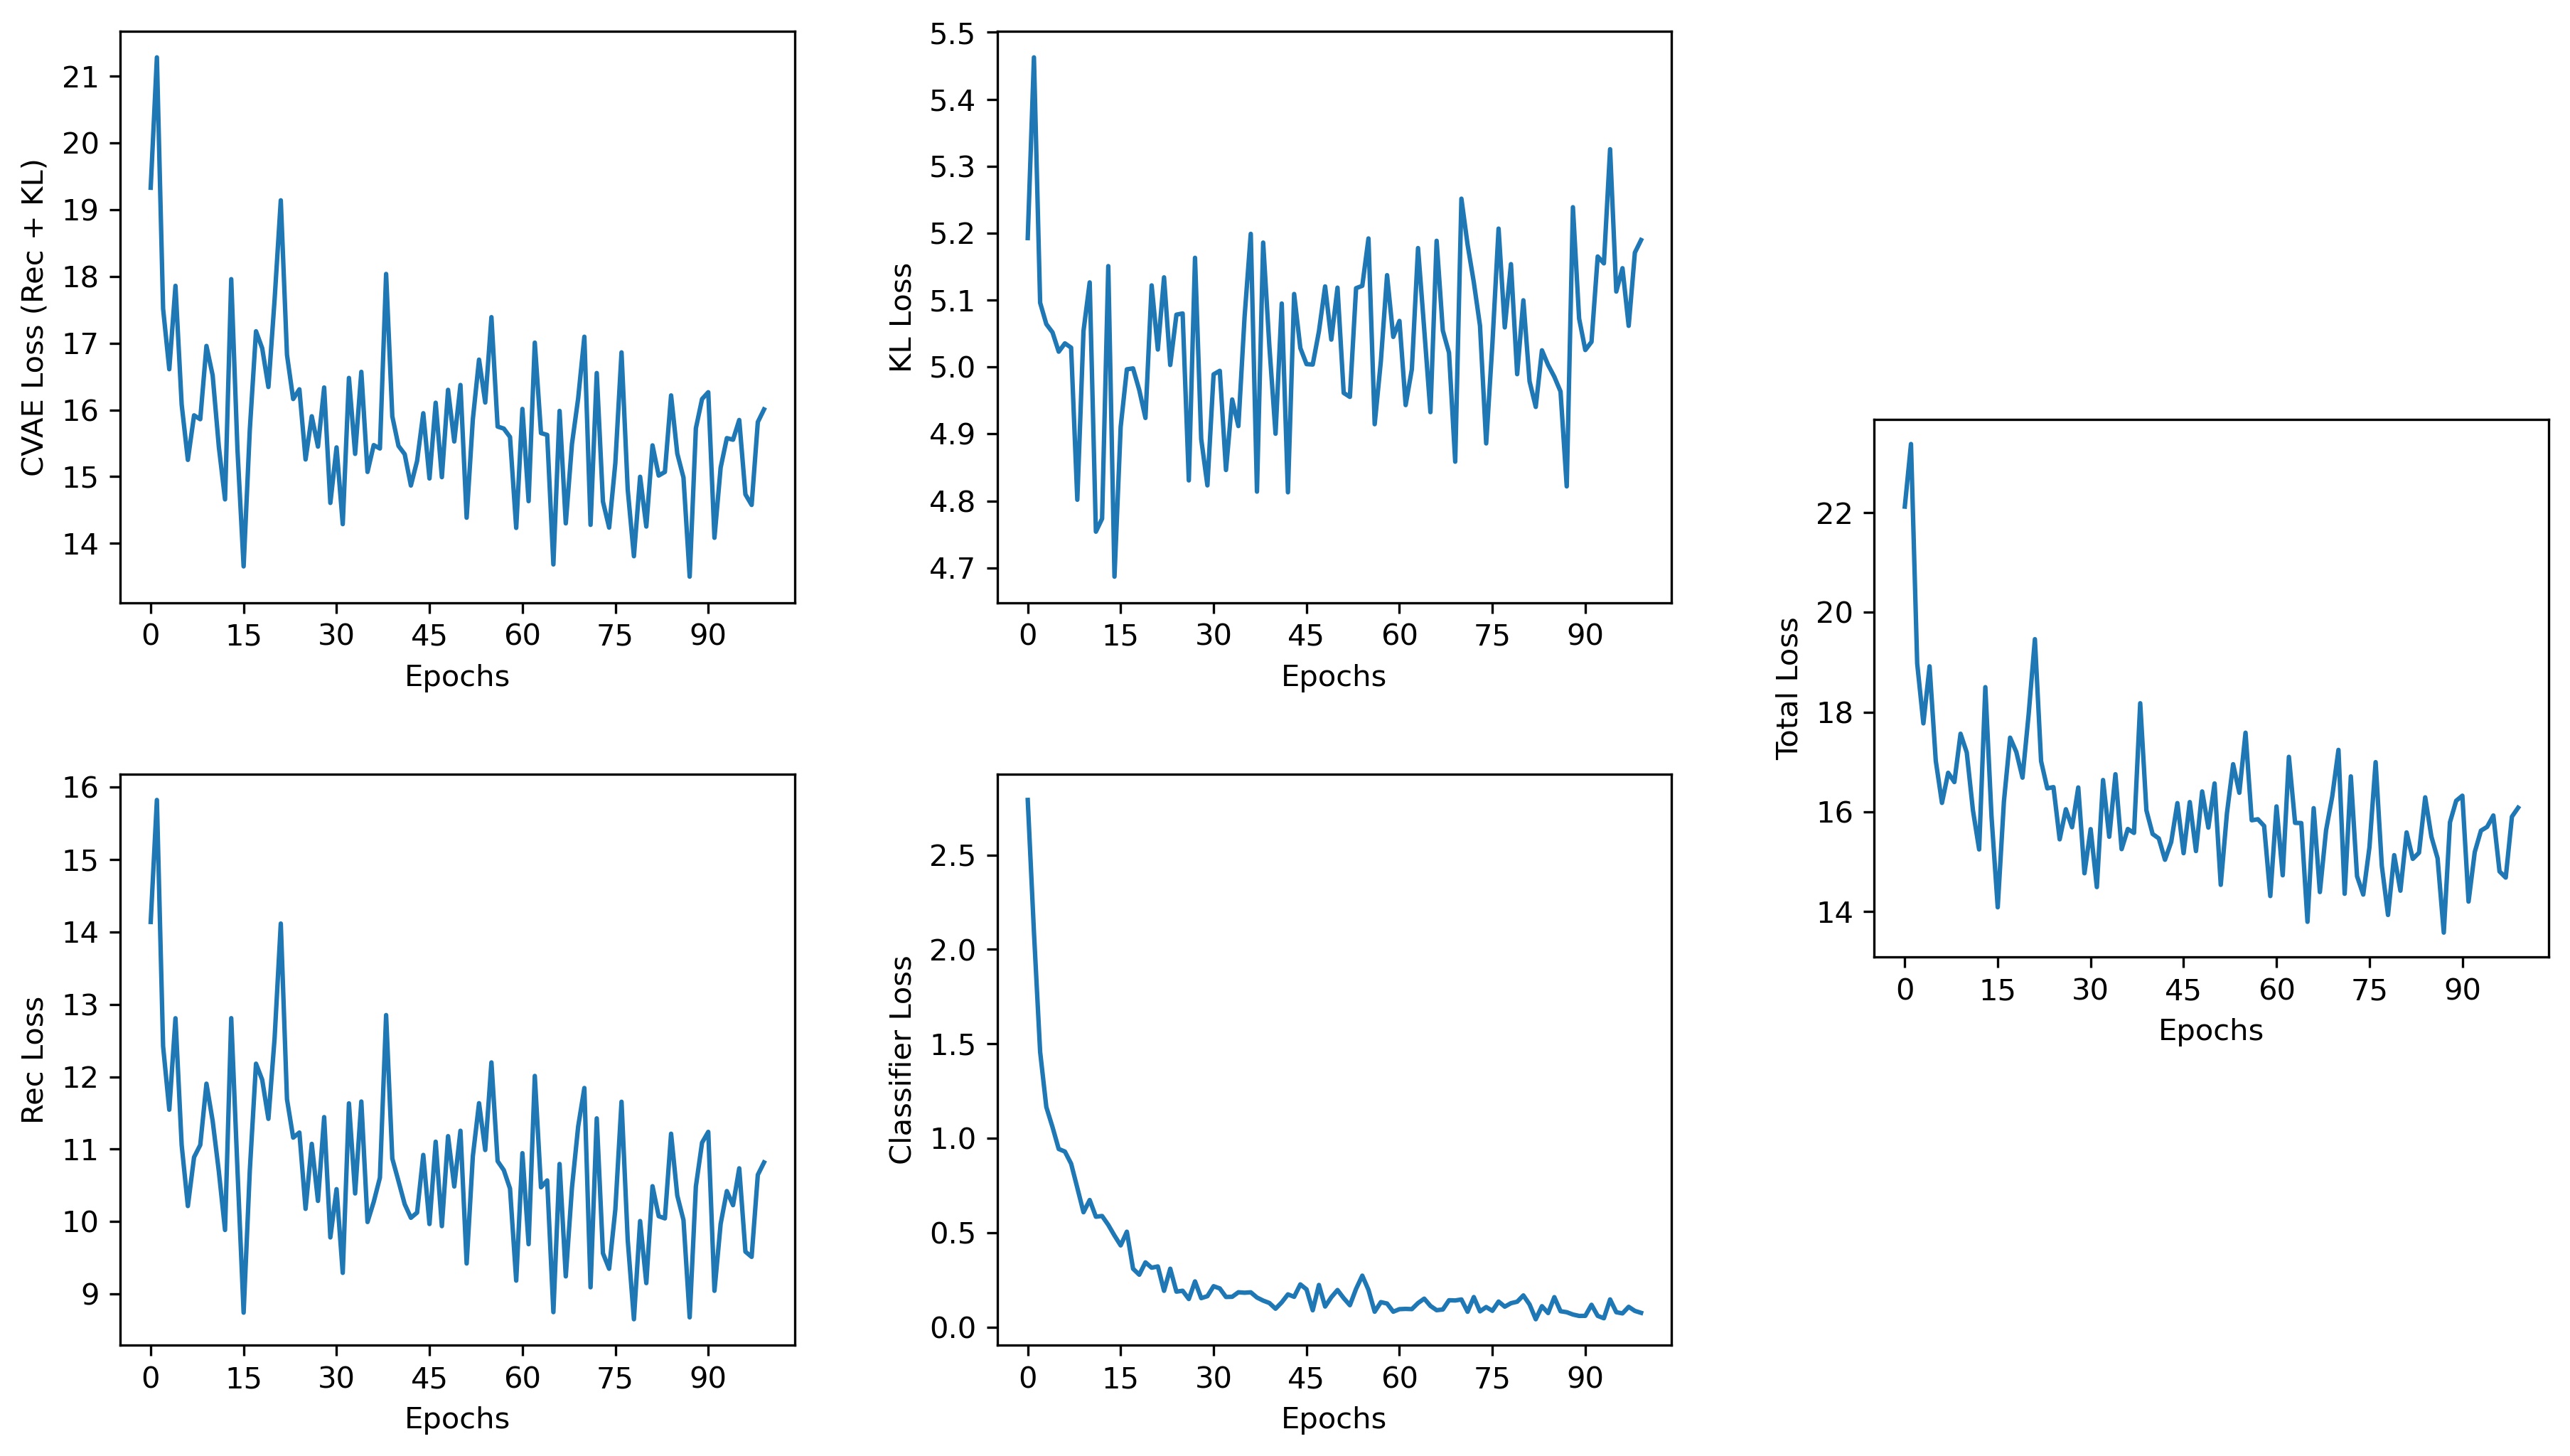 CVAE Loss (Rec + KL)
21
20
19
18
17
16
15
14
0 15 30 45 60 75 90
Epochs
KL Loss
5.5
5.4
5.3
5.2
5.1
5.0
4.9
4.8
4.7
0 15 30 45 60 75 90
Epochs
Rec Loss
16
15
14
13
12
11
10
9
0 15 30 45 60 75 90
Epochs
Classifier Loss
2.5
2.0
1.5
1.0
0.5
0.0
0 15 30 45 60 75 90
Epochs
Total Loss
22
20
18
16
14
0 15 30 45 60 75 90
Epochs